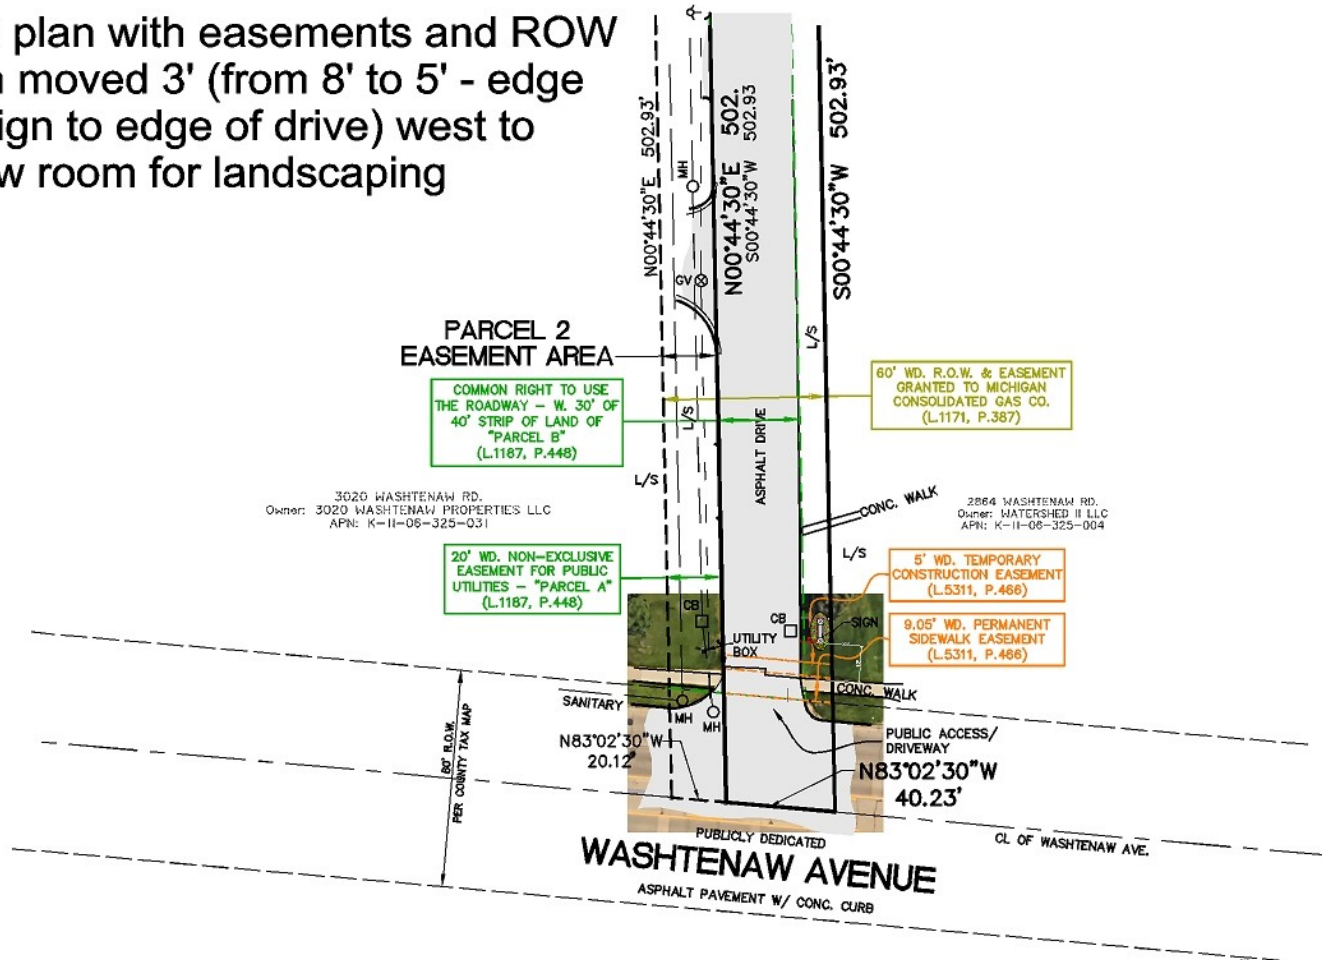 plan with easements and ROW
moved 3' (from 8' to 5' - edge
ign to edge of drive) west to
w room for landscaping
N00°44'30"E 502.93'
MH
N00°44'30"E 502.
S00°44'30"W 502.93
S00°44'30"W 502.93'
GV
L/S
PARCEL 2
EASEMENT AREA
COMMON RIGHT TO USE
THE ROADWAY – W. 30' OF
40' STRIP OF LAND OF
"PARCEL B"
(L.1187, P.448)
60' WD. R.O.W. & EASEMENT
GRANTED TO MICHIGAN
CONSOLIDATED GAS CO.
(L.1171, P.387)
L/S
ASPHALT DRIVE
L/S
3020 WASHTENAW RD.
Owner: 3020 WASHTENAW PROPERTIES LLC
APN: K-11-06-325-031
CONC. WALK
2864 WASHTENAW RD.
Owner: WATERSHED II LLC
APN: K-11-06-325-004
L/S
20' WD. NON-EXCLUSIVE
EASEMENT FOR PUBLIC
UTILITIES – "PARCEL A"
(L.1187, P.448)
5' WD. TEMPORARY
CONSTRUCTION EASEMENT
(L.5311, P.466)
CB
CB
SIGN
9.05' WD. PERMANENT
SIDEWALK EASEMENT
(L.5311, P.466)
UTILITY
BOX
CONC. WALK
SANITARY
MH
MH
PUBLIC ACCESS/
DRIVEWAY
N83°02'30"W
20.12'
N83°02'30"W
40.23'
R.O.W.
PER COUNTY TAX MAP
PUBLICLY DEDICATED
WASHTENAW AVENUE
ASPHALT PAVEMENT W/ CONC. CURB
CL OF WASHTENAW AVE.